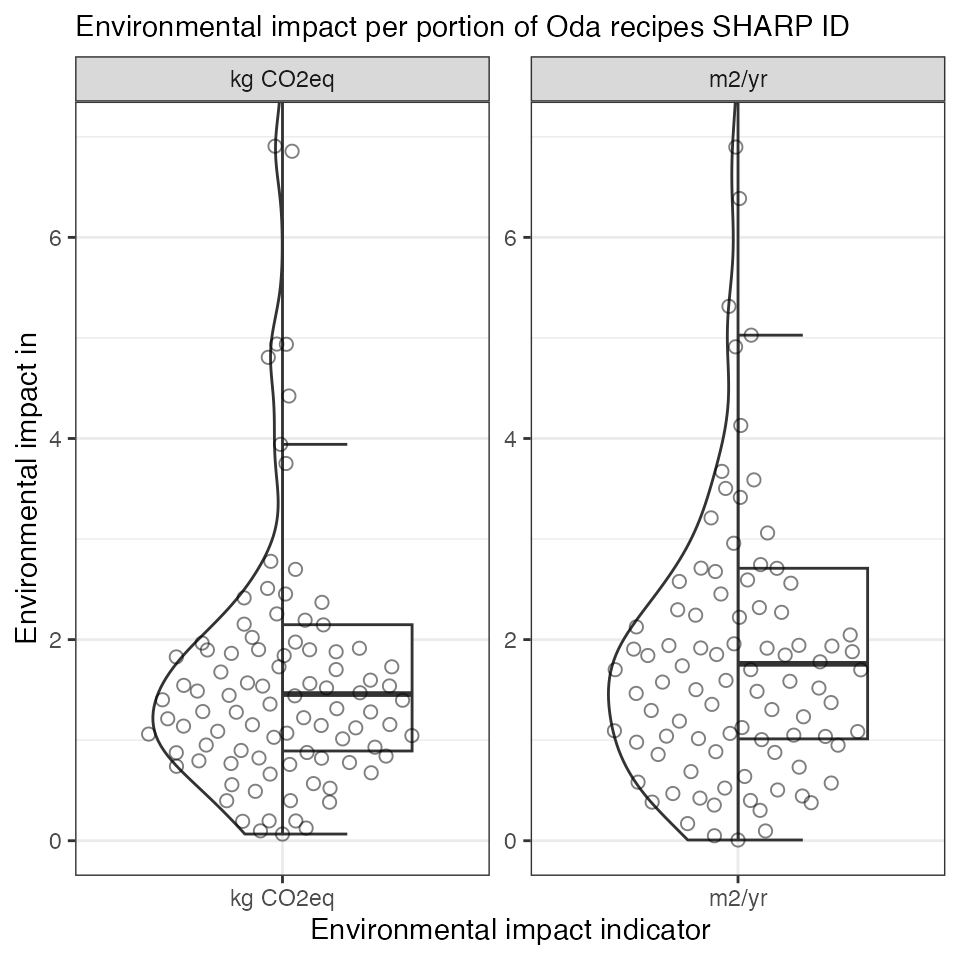 Environmental impact per portion of Oda recipes SHARP ID
kg CO2eq
m2/yr
Environmental impact in
6
4
2
0
6
4
2
0
kg CO2eq
m2/yr
Environmental impact indicator